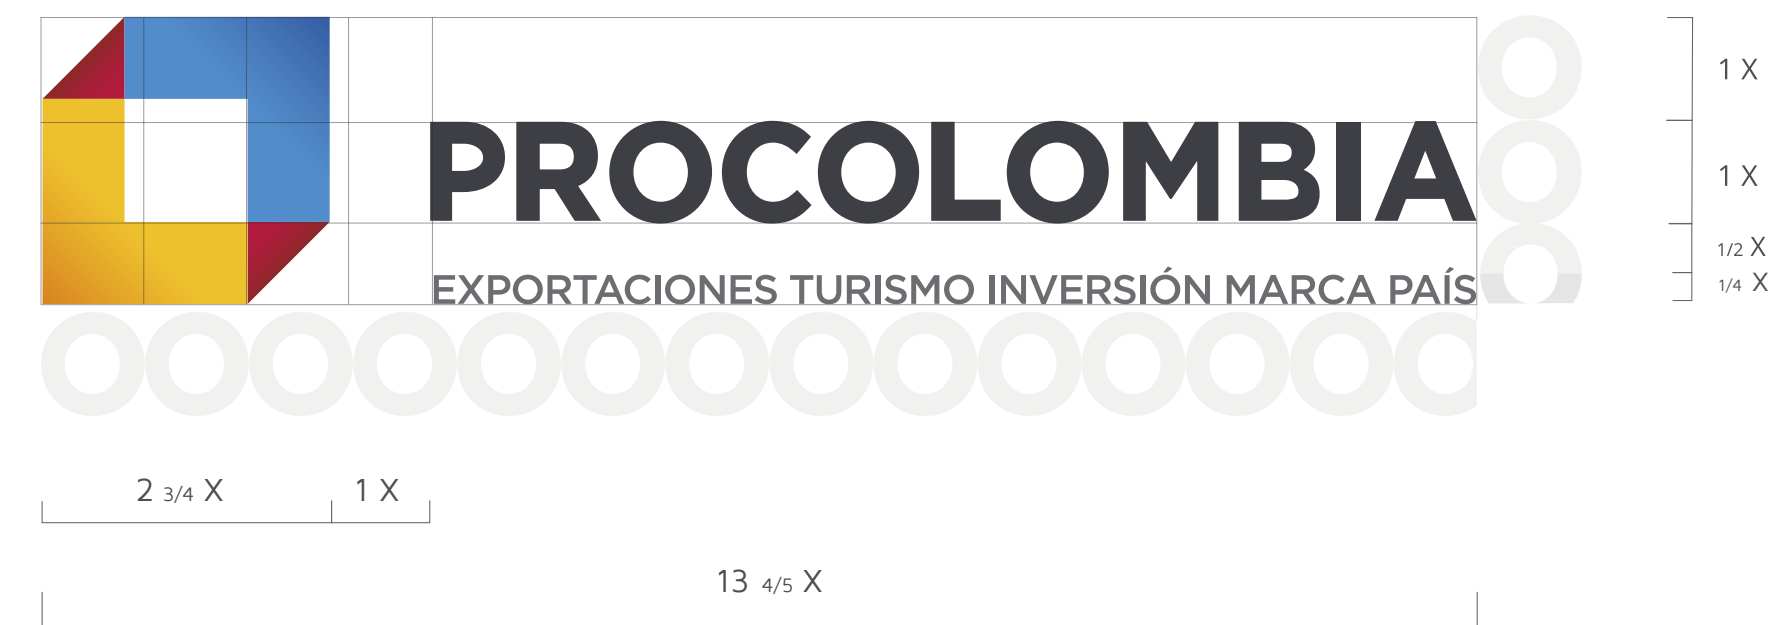 1 X
PROCOLOMBIA
1 X
1/2 X
EXPORTACIONES TURISMO INVERSIÓN MARCA PAÍS
1/4 X
2 3/4 X
1 X
13 4/5 X